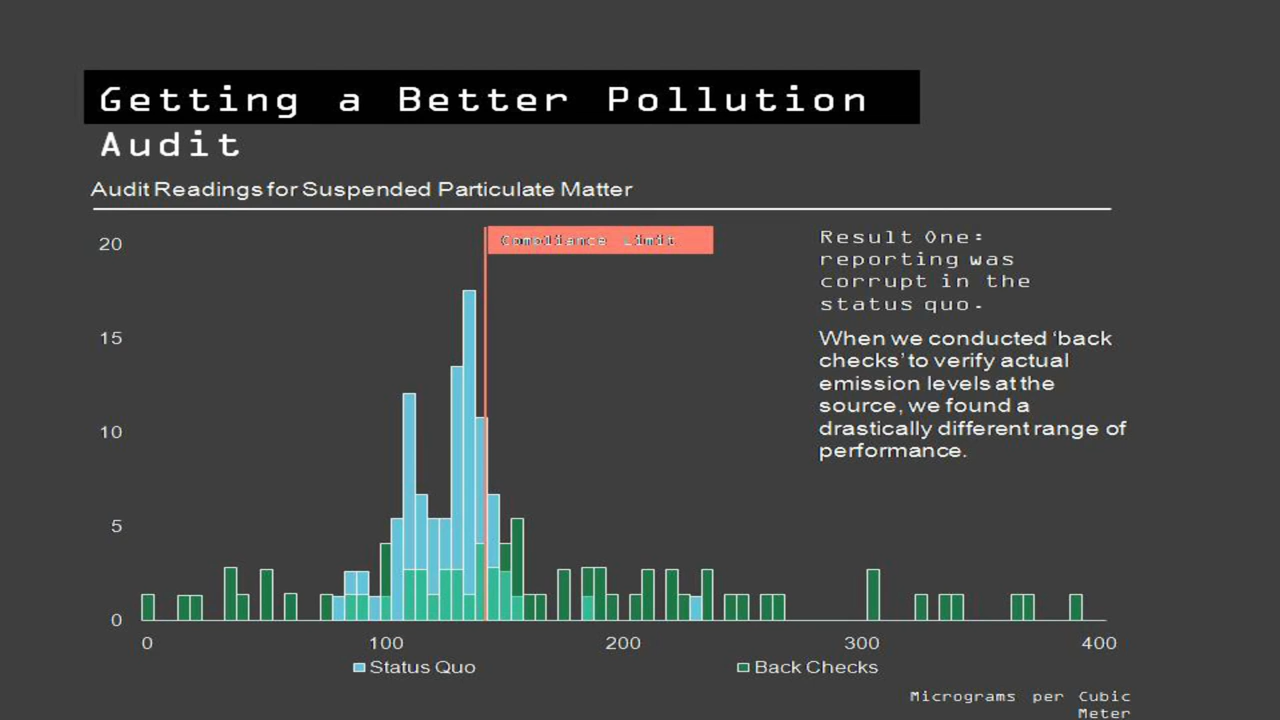 Getting a Better Pollution
Audit
Audit Readings for Suspended Particulate Matter
20
15
10
5
0
Compliance Limit
0 100 200 300 400
Status Quo Back Checks
Micrograms per Cubic
Meter
Result One:
reporting was
corrupt in the
status quo.
When we conducted ‘back
checks’ to verify actual
emission levels at the
source, we found a
drastically different range of
performance.